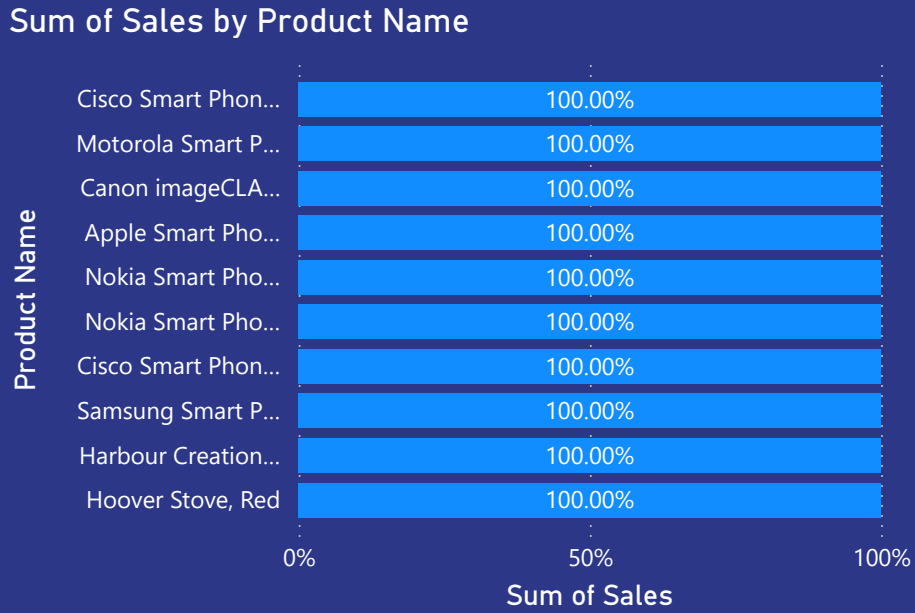 Sum of Sales by Product Name
Product Name
Cisco Smart Phon... 100.00%
Motorola Smart P... 100.00%
Canon imageCLA... 100.00%
Apple Smart Pho... 100.00%
Nokia Smart Pho... 100.00%
Nokia Smart Pho... 100.00%
Cisco Smart Phon... 100.00%
Samsung Smart P... 100.00%
Harbour Creation... 100.00%
Hoover Stove, Red 100.00%
0% 50% 100%
Sum of Sales